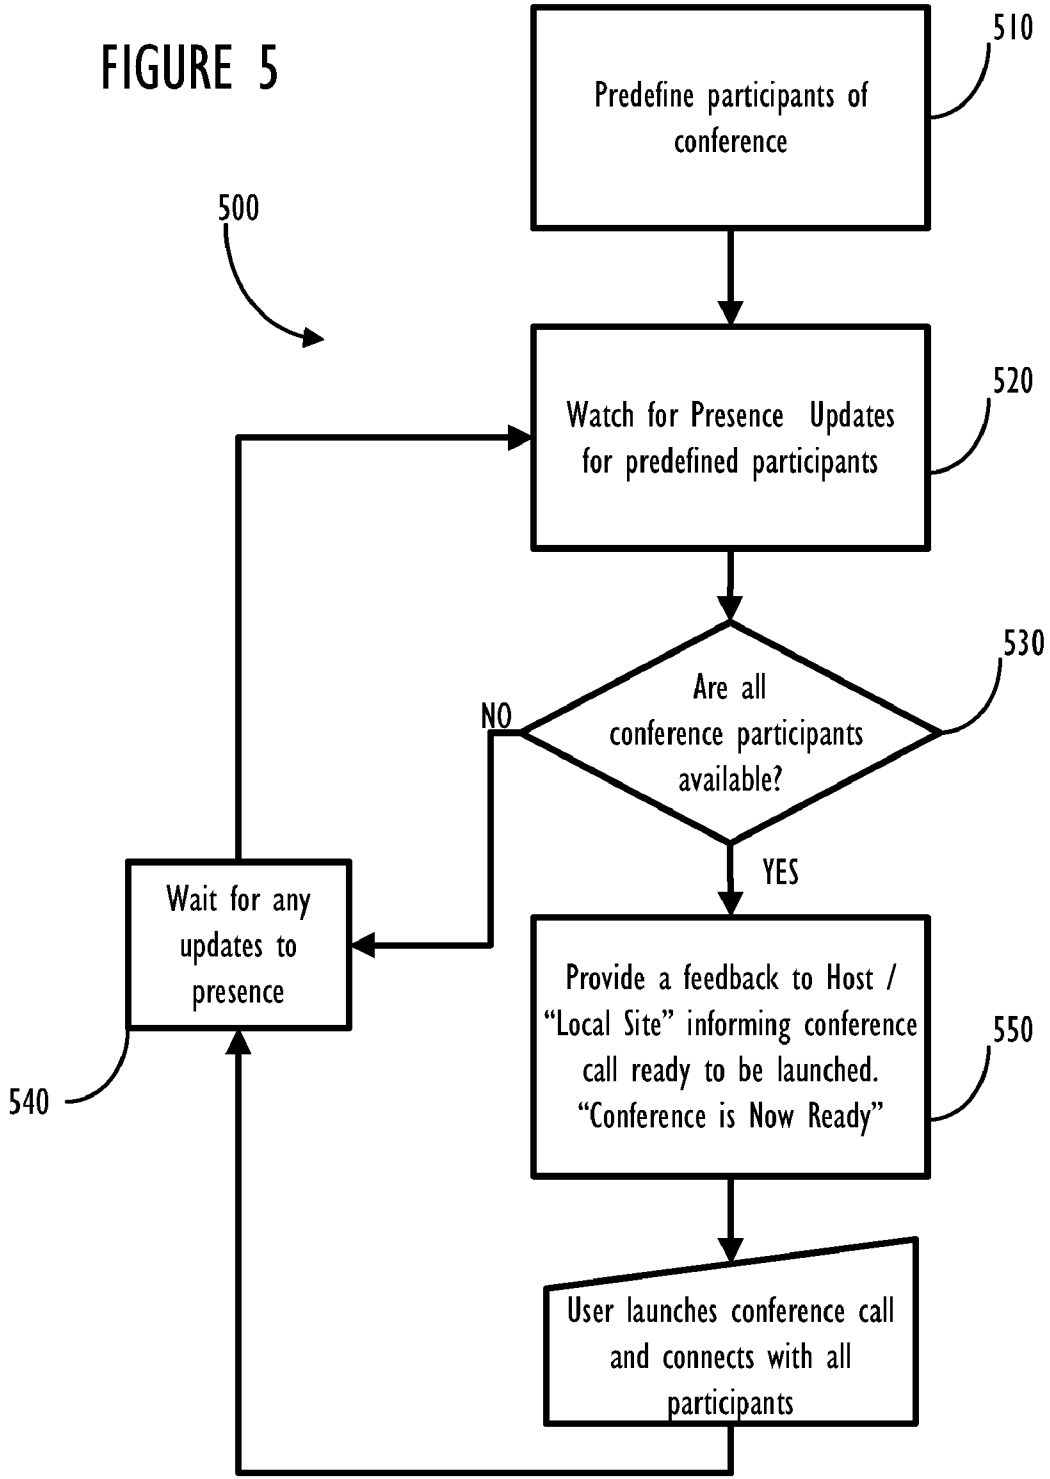 FIGURE 5
510
Predefine participants of
conference
500
520
Watch for Presence Updates
for predefined participants
530
Are all
conference participants
available?
NO
YES
Wait for any
updates to
presence
540
Provide a feedback to Host /
“Local Site” informing conference
call ready to be launched.
“Conference is Now Ready”
550
User launches conference call
and connects with all
participants